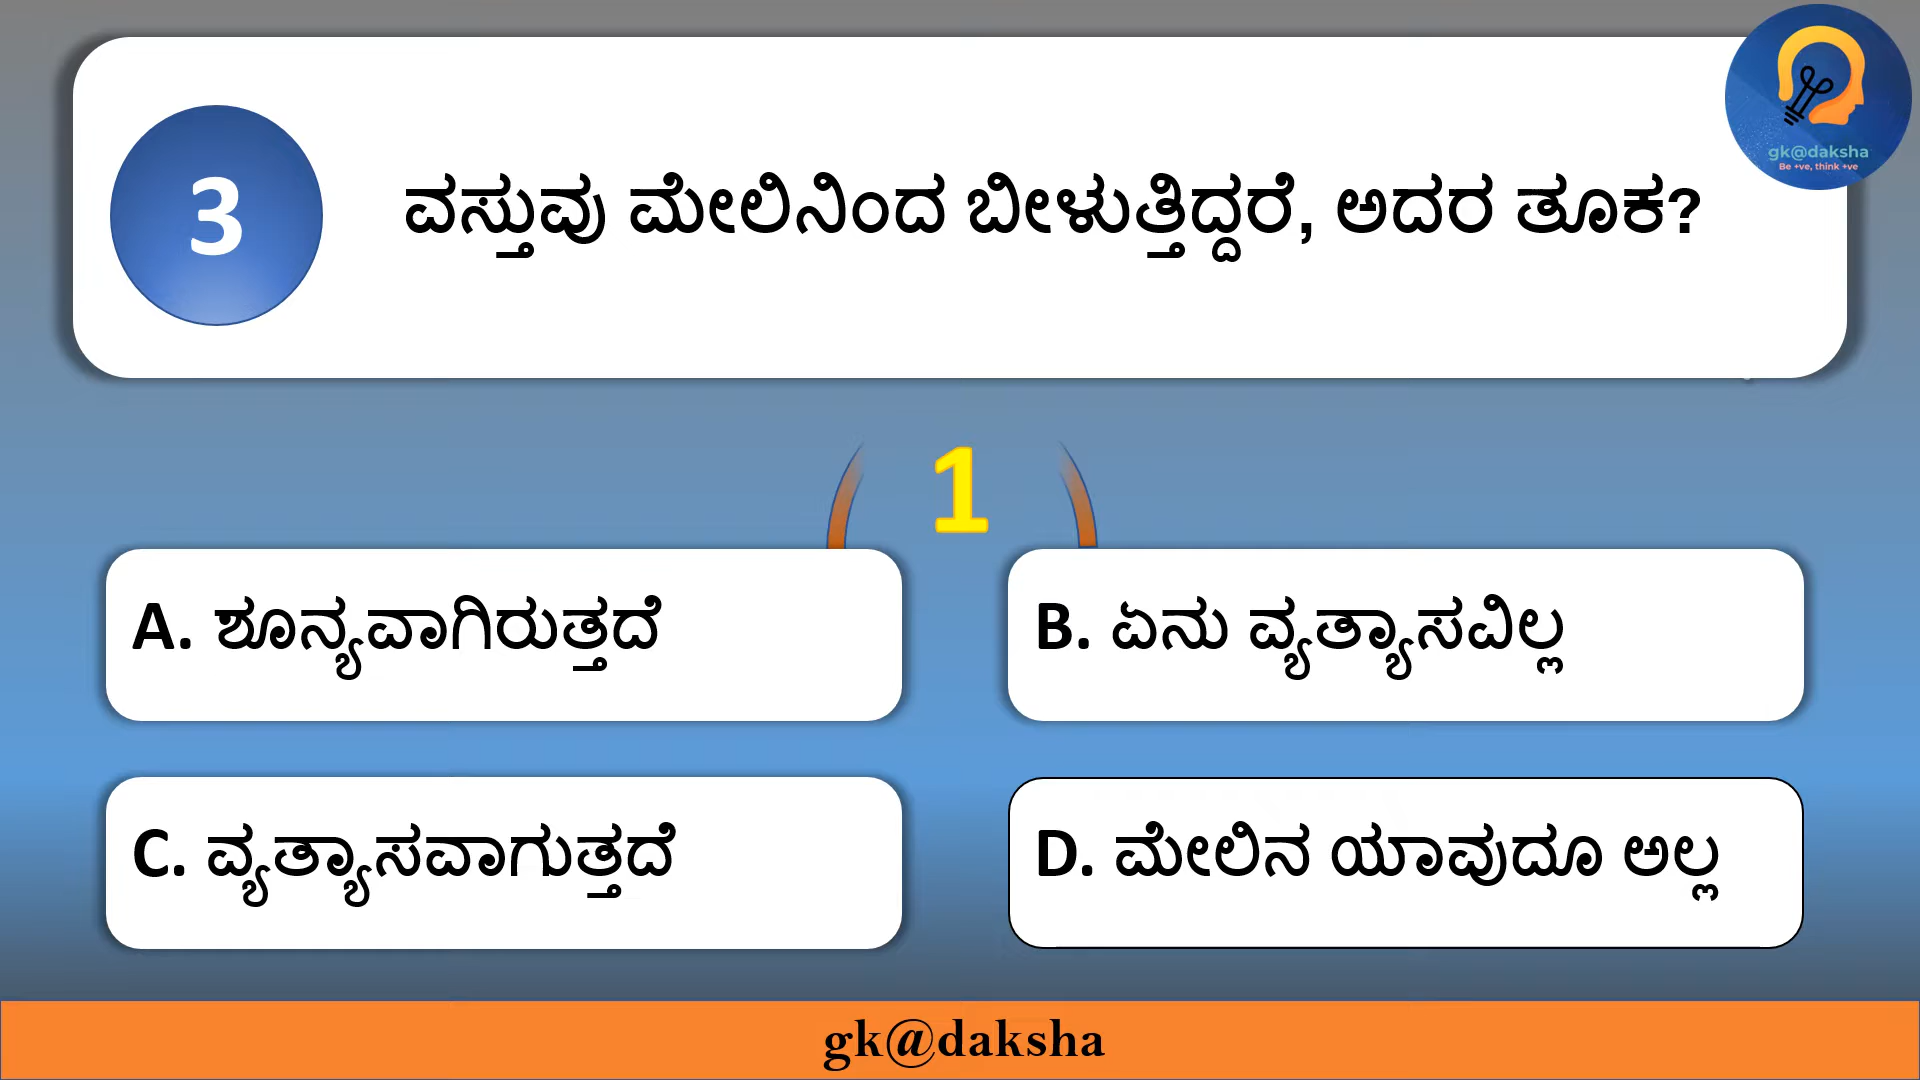 gk@daksha
Be +ve, think +ve
3
ವಸ್ತುವು ಮೇಲಿನಿಂದ ಬೀಳುತ್ತಿದ್ದರೆ, ಅದರ ತೂಕ?
1
A. ಶೂನ್ಯವಾಗಿರುತ್ತದೆ
B. ಏನು ವ್ಯತ್ಯಾಸವಿಲ್ಲ
C. ವ್ಯತ್ಯಾಸವಾಗುತ್ತದೆ
D. ಮೇಲಿನ ಯಾವುದೂ ಅಲ್ಲ
gk@daksha